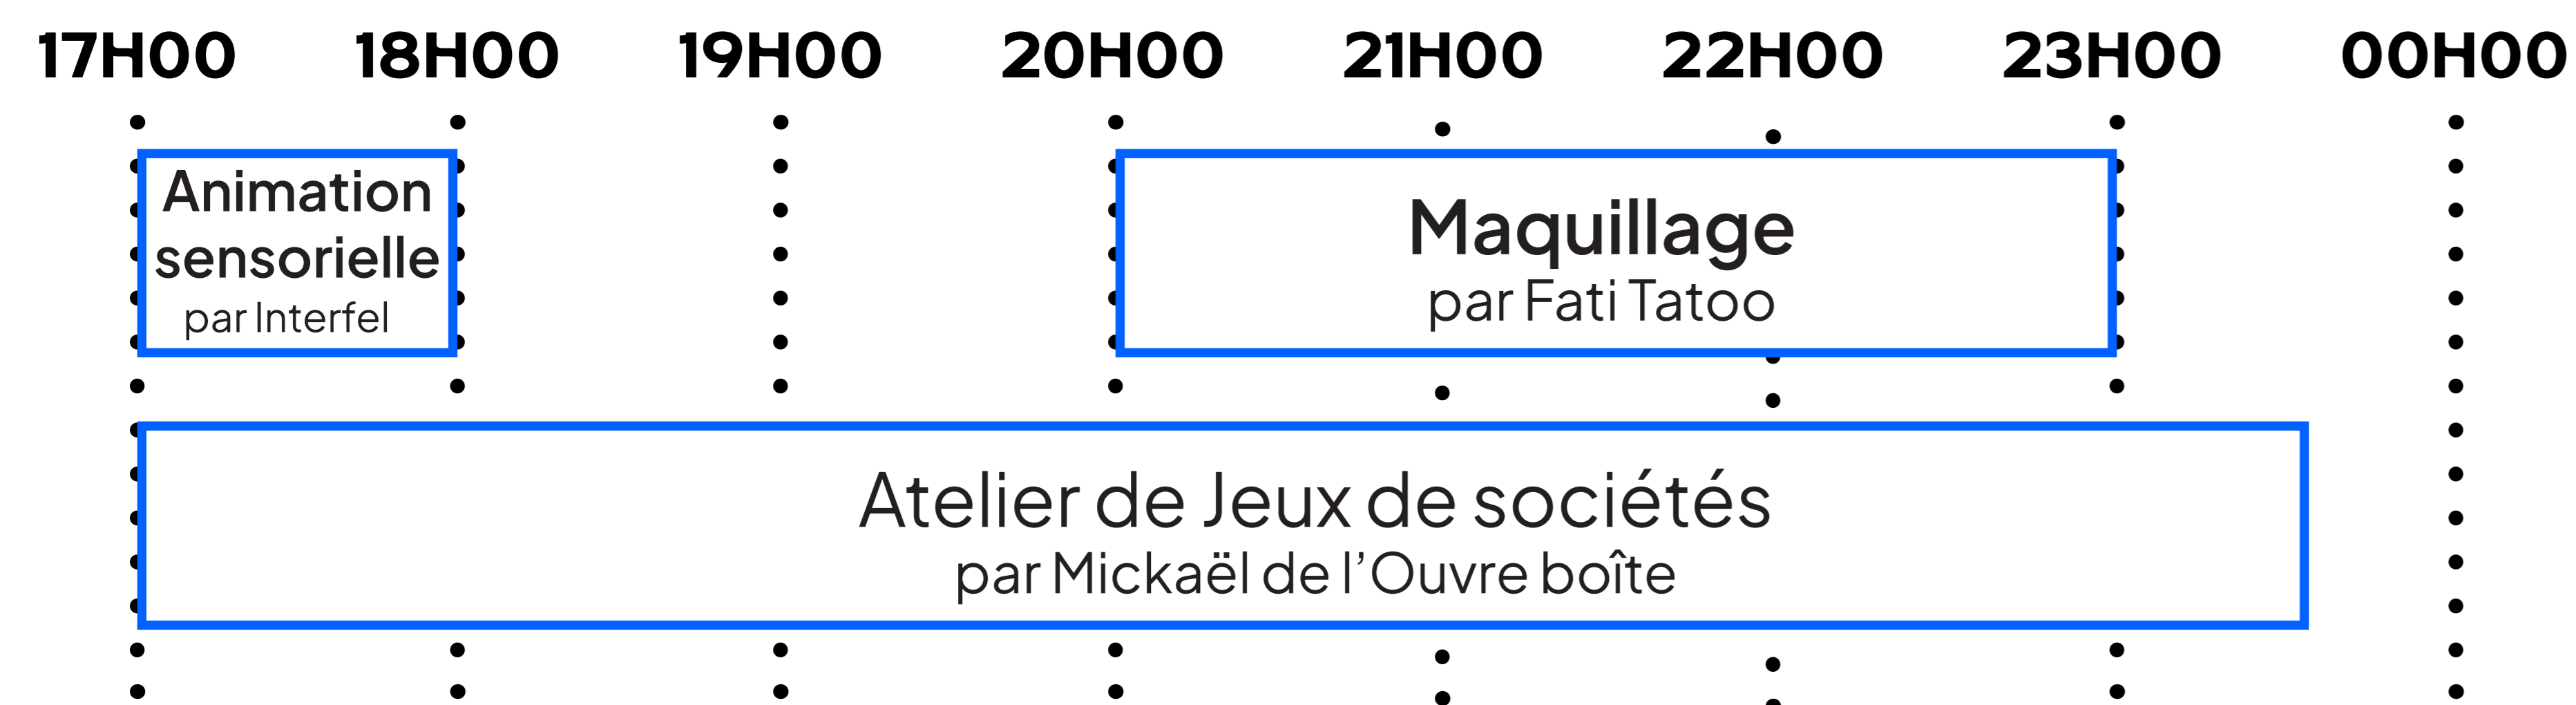 17H00 18H00 19H00 20H00 21H00 22H00 23H00 00H00
Animation
sensorielle
par Interfel
Maquillage
par Fati Tatoo
Atelier de Jeux de sociétés
par Mickaël de l’Ouvre boîte